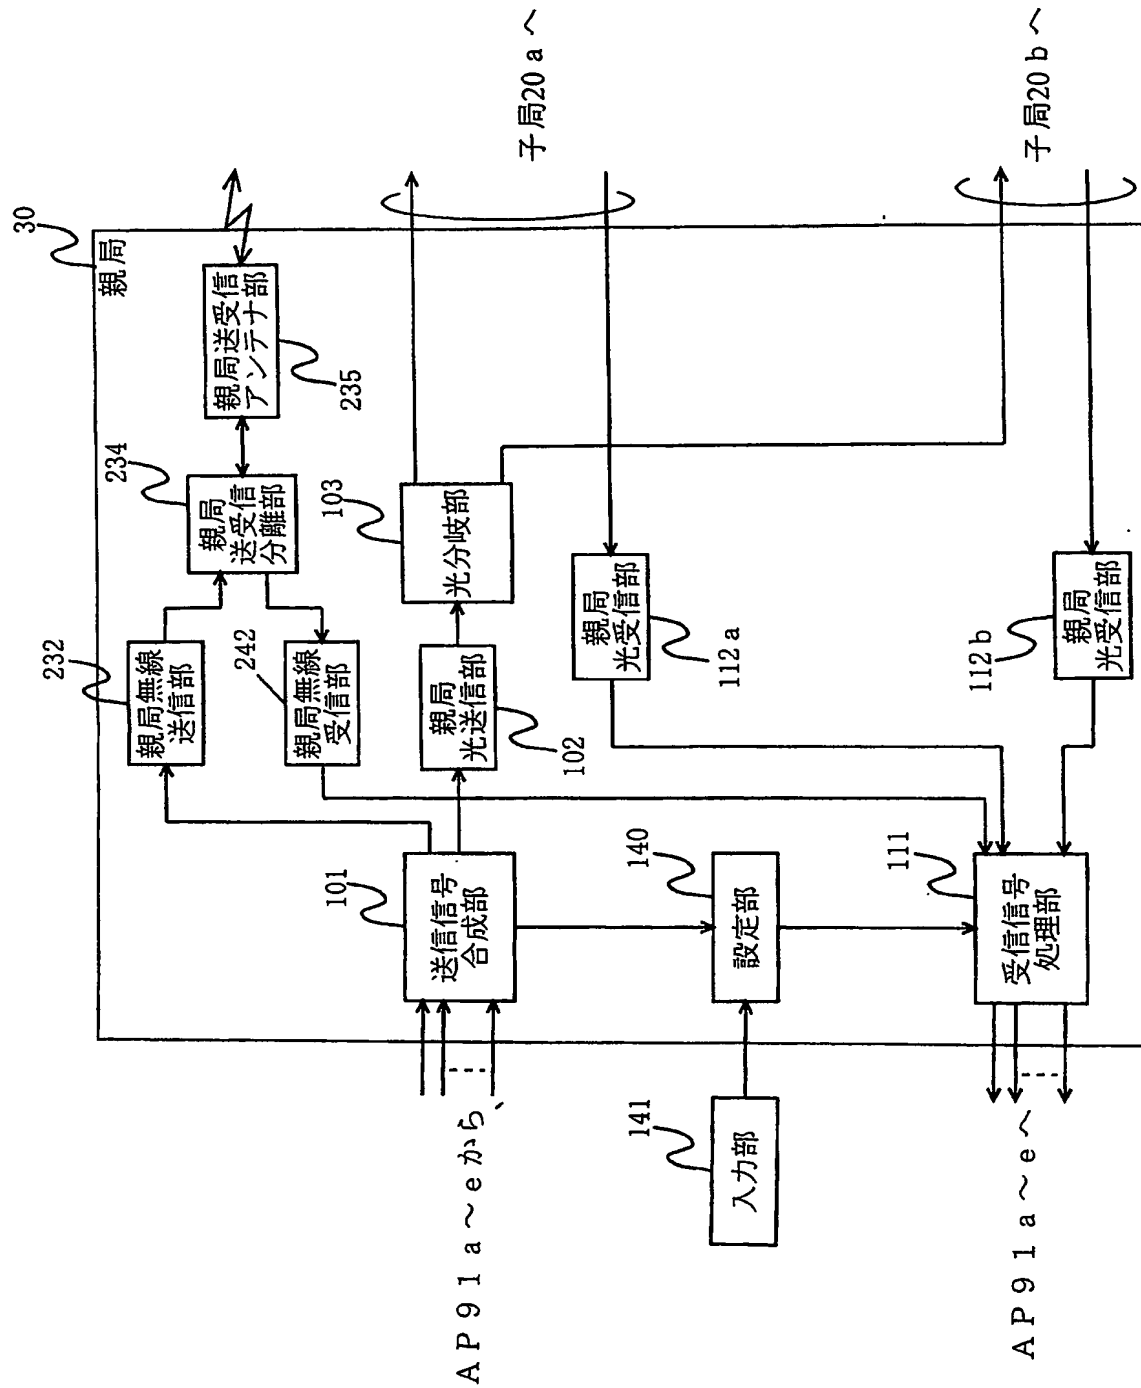 30
親局
232
親局無線
送信部
234
親局
送受信
分離部
親局送受信
アンテナ部
235
242
親局無線
受信部
AP91a～eから
101
送信信号
合成部
親局
光送信部
102
103
光分岐部
子局20aへ
親局
光受信部
112a
141
入力部
140
設定部
AP91a～eへ
111
受信信号
処理部
112b
親局
光受信部
子局20bへ